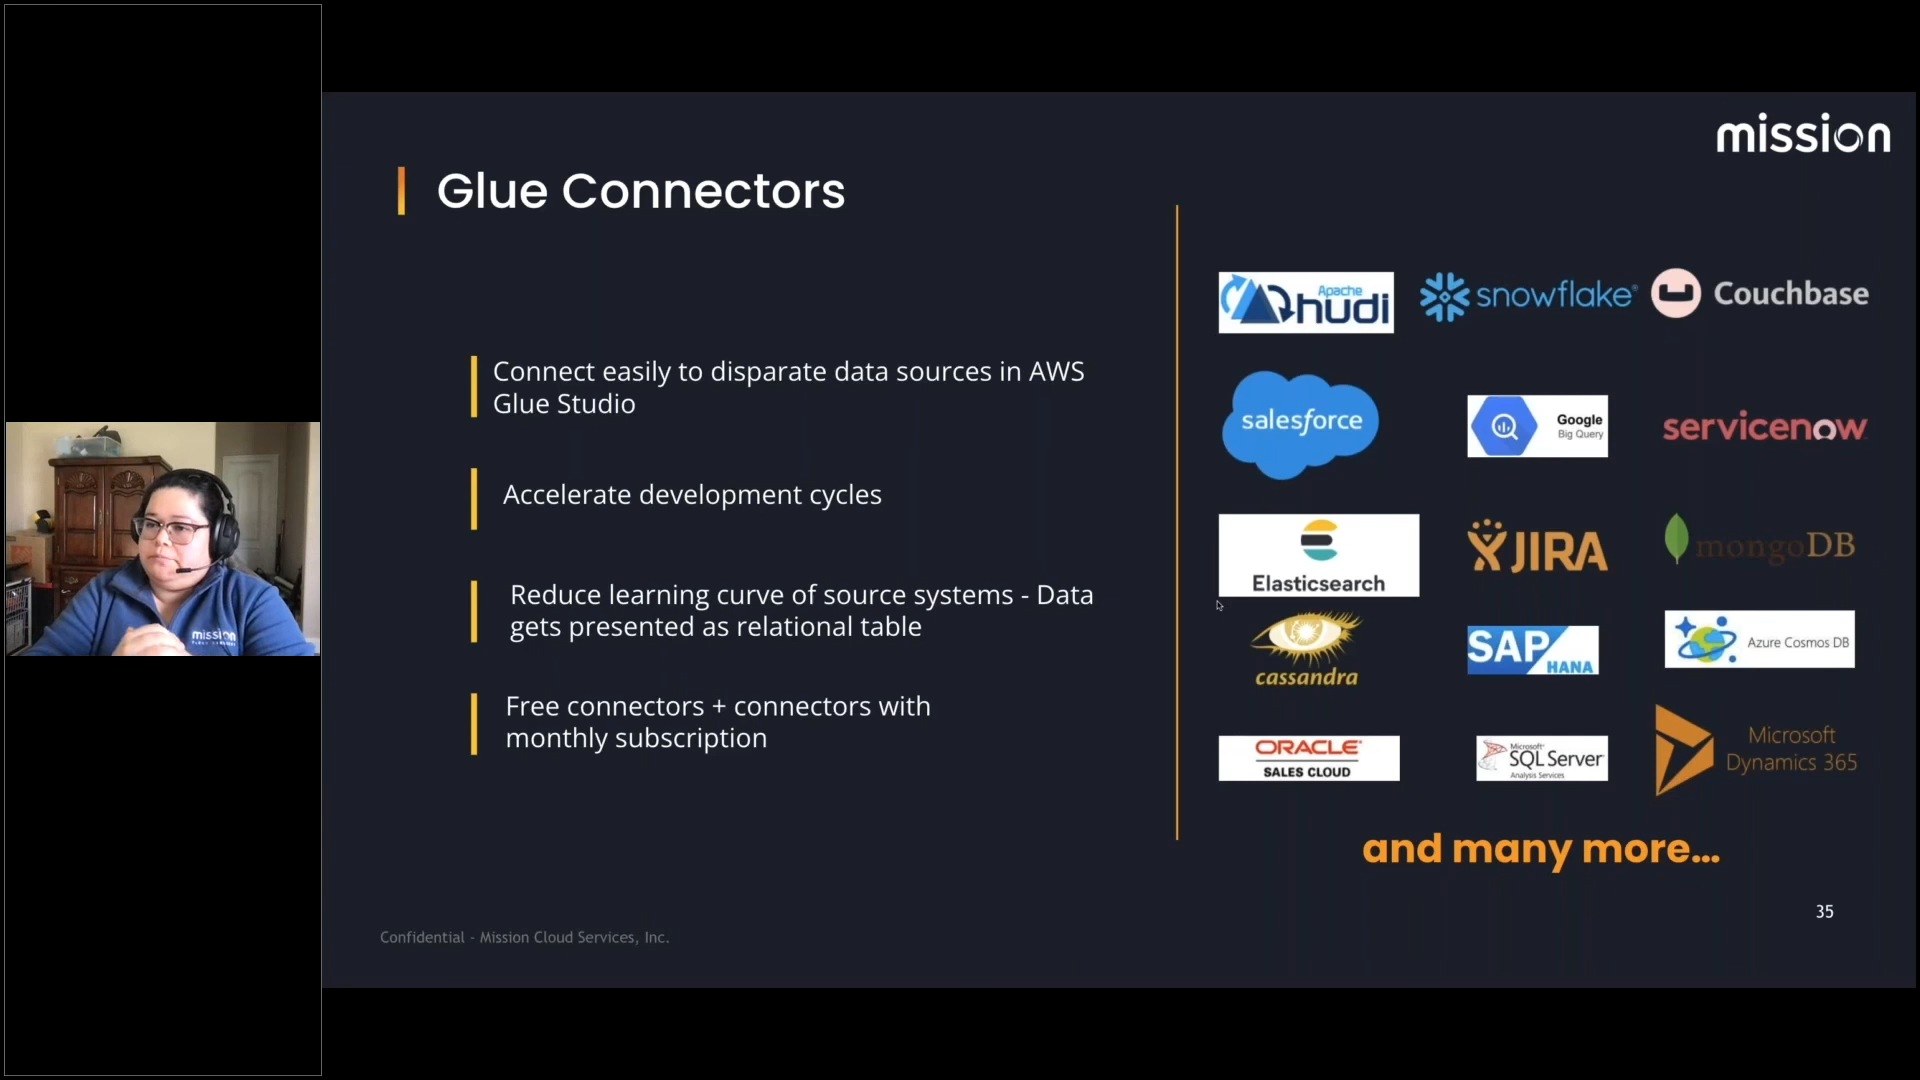 mission
Glue Connectors
Connect easily to disparate data sources in AWS
Glue Studio
Accelerate development cycles
Reduce learning curve of source systems - Data
gets presented as relational table
Free connectors + connectors with
monthly subscription
Apache
hudi
snowflake®
Couchbase
salesforce
Google
Big Query
servicenow
Elasticsearch
JIRA
mongoDB
cassandra
SAP
HANA
Azure Cosmos DB
ORACLE®
SALES CLOUD
Microsoft®
SQL Server
Analysis Services
Microsoft
Dynamics 365
and many more...
35
Confidential - Mission Cloud Services, Inc.
mission